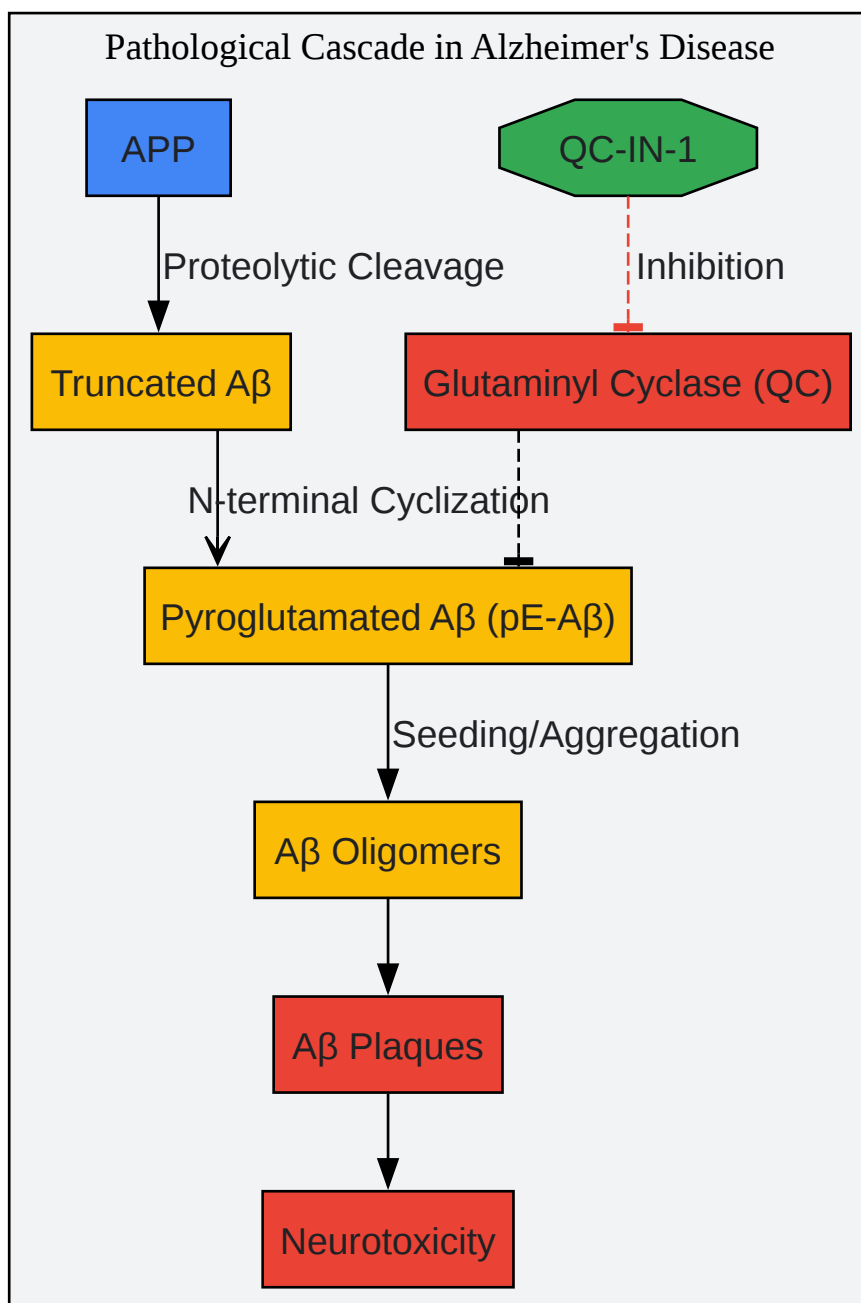 Pathological Cascade in Alzheimer's Disease
APP
QC-IN-1
Proteolytic Cleavage
Inhibition
Truncated Aβ
Glutaminyl Cyclase (QC)
N-terminal Cyclization
Pyroglutamated Aβ (pE-Aβ)
Seeding/Aggregation
Aβ Oligomers
Aβ Plaques
Neurotoxicity